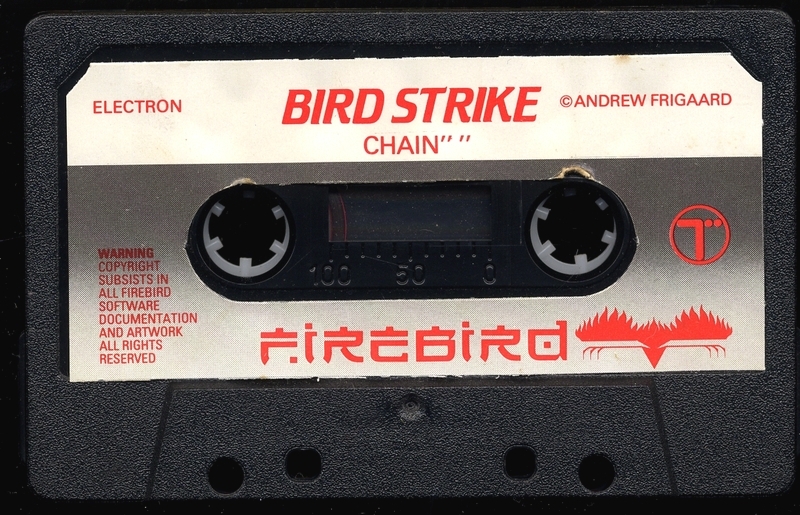 ELECTRON
BIRD STRIKE
©ANDREW FRIGAARD
CHAIN" "
100 50 0
WARNING
COPYRIGHT
SUBSISTS IN
ALL FIREBIRD
SOFTWARE
DOCUMENTATION
AND ARTWORK
ALL RIGHTS
RESERVED
FIREBIRD
T